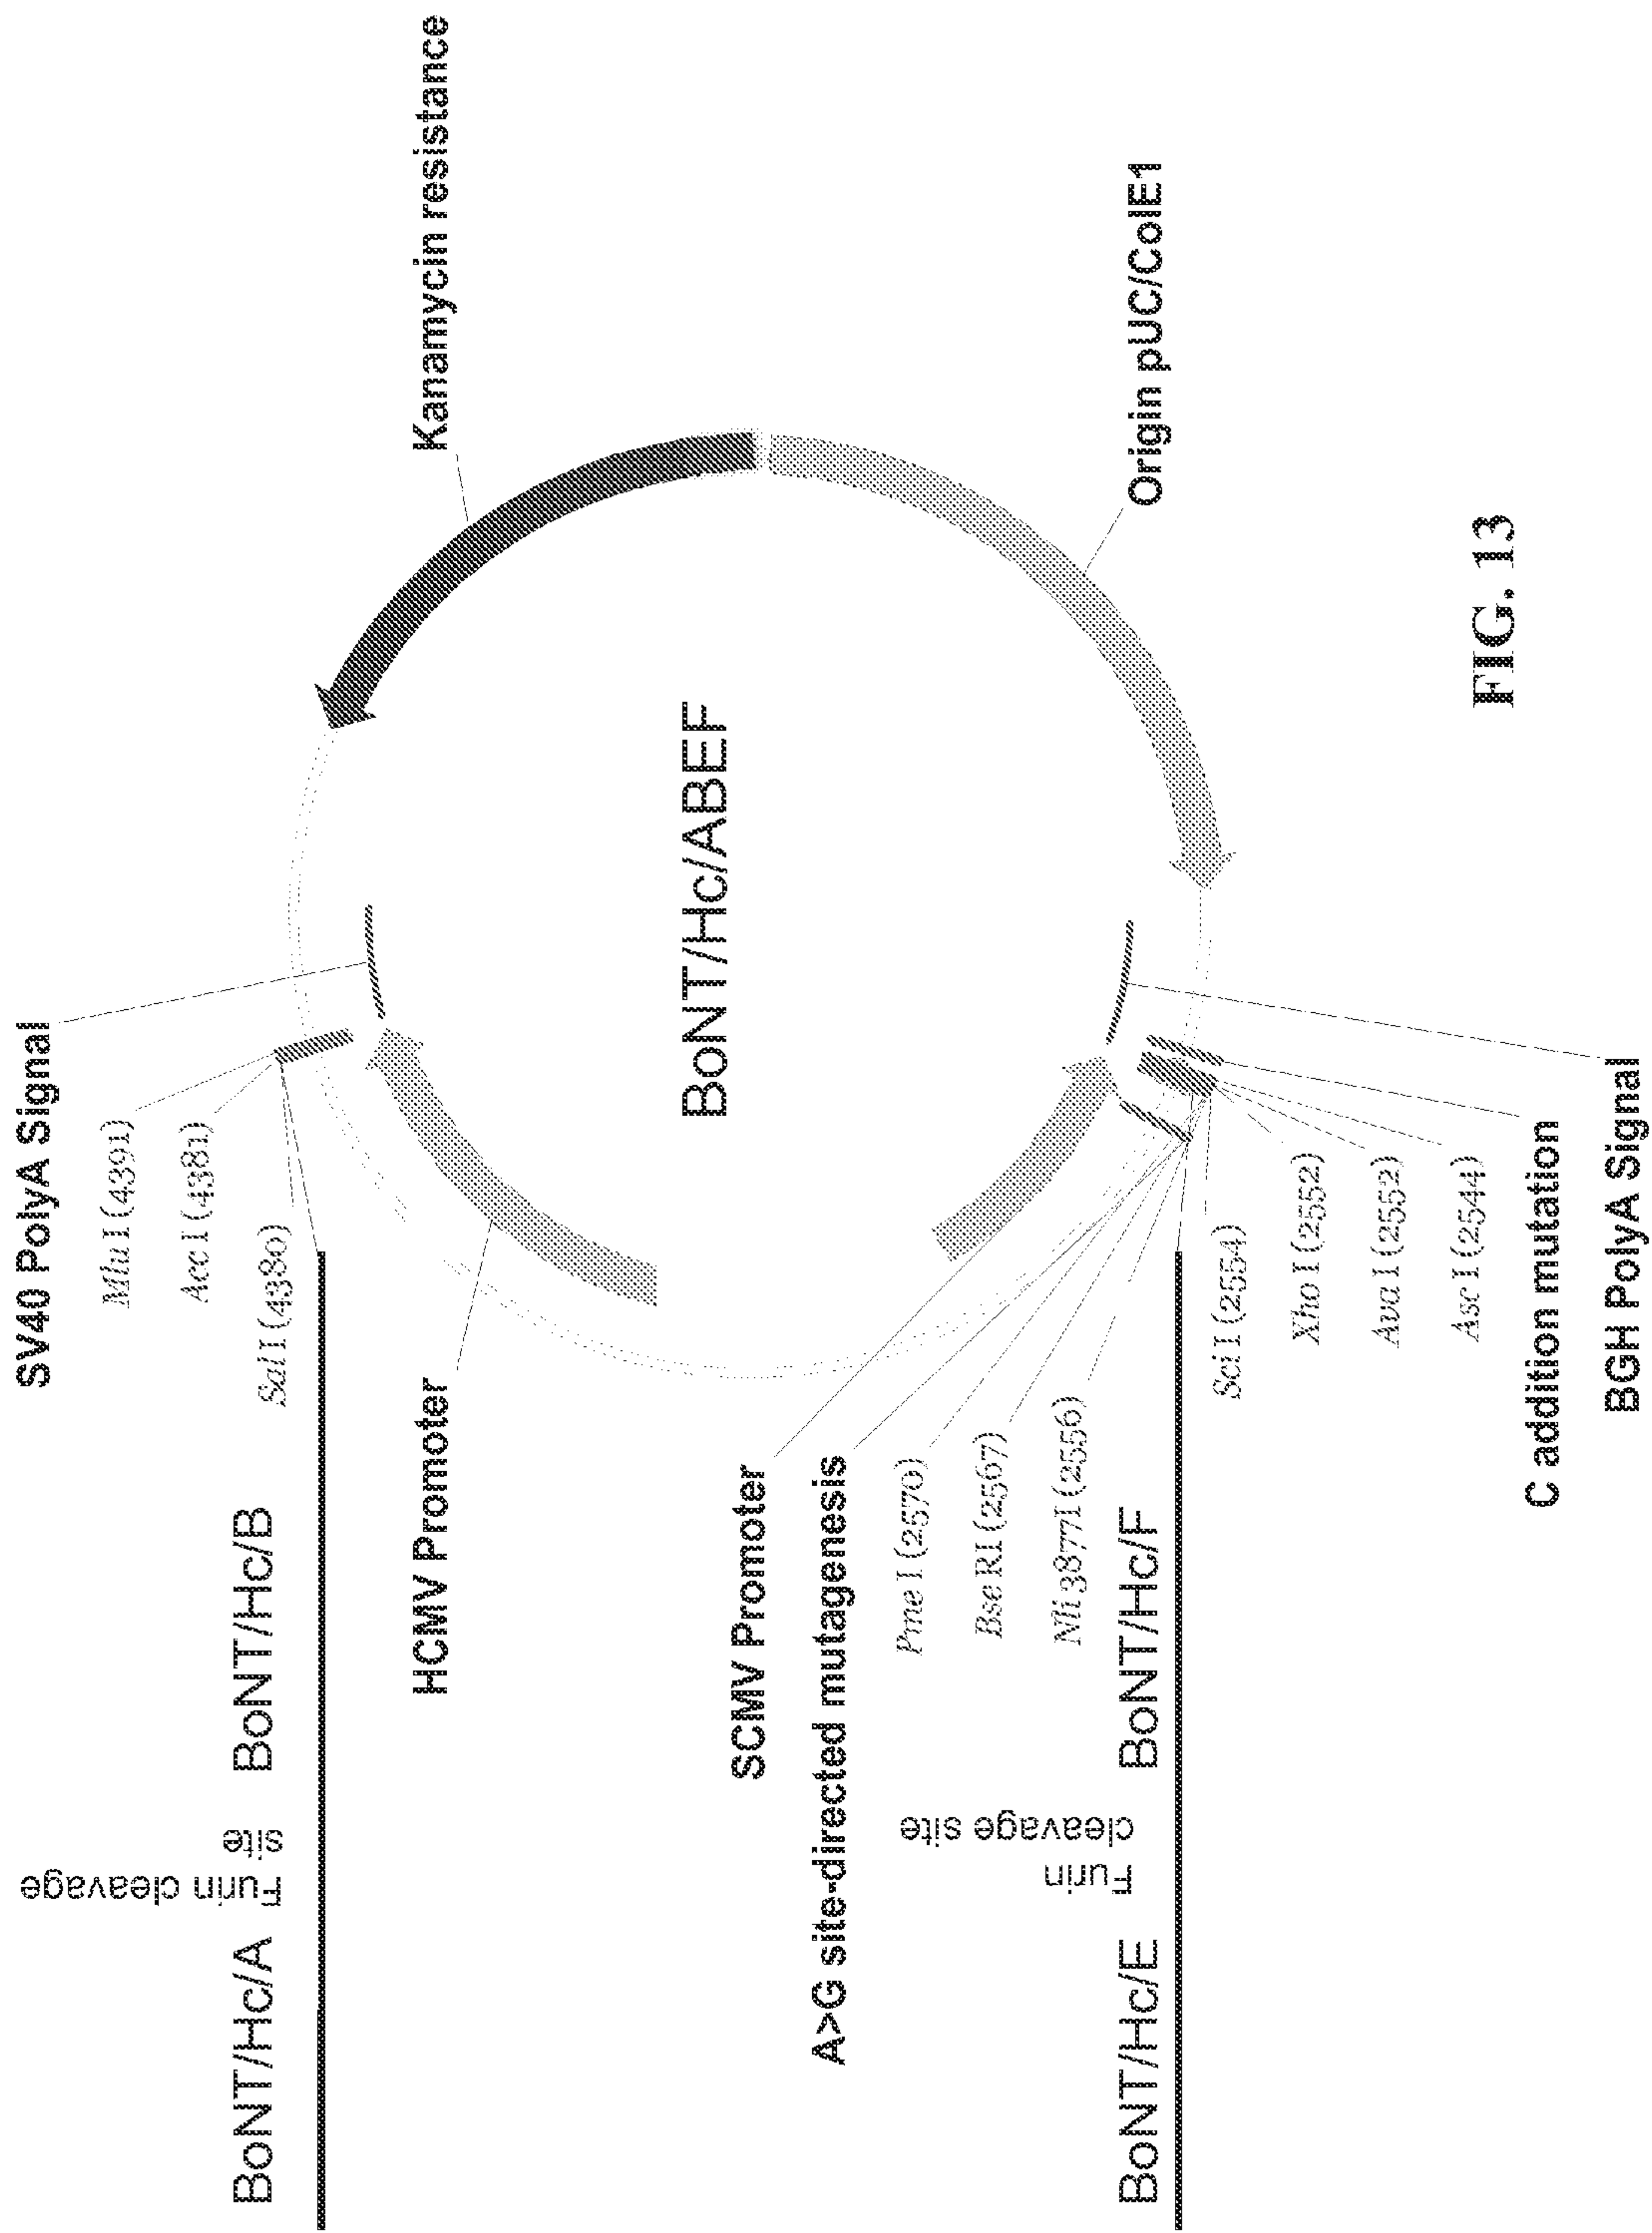 SV40 PolyA Signal
Mlu I (4391)
Acc I (4381)
Sal I (4380)
BoNT/Hc/A
Furin cleavage
site
BoNT/Hc/B
HCMV Promoter
Kanamycin resistance
BoNT/Hc/ABEF
SCMV Promoter
A>G site-directed mutagenesis
Pme I (2570)
Bse RI (2567)
Nli 3877I (2556)
BoNT/Hc/E
Furin
cleavage site
BoNT/Hc/F
Origin pUC/ColE1
Sci I (2554)
Xho I (2552)
Ava I (2552)
Asc I (2544)
C addition mutation
BGH PolyA Signal
FIG. 13